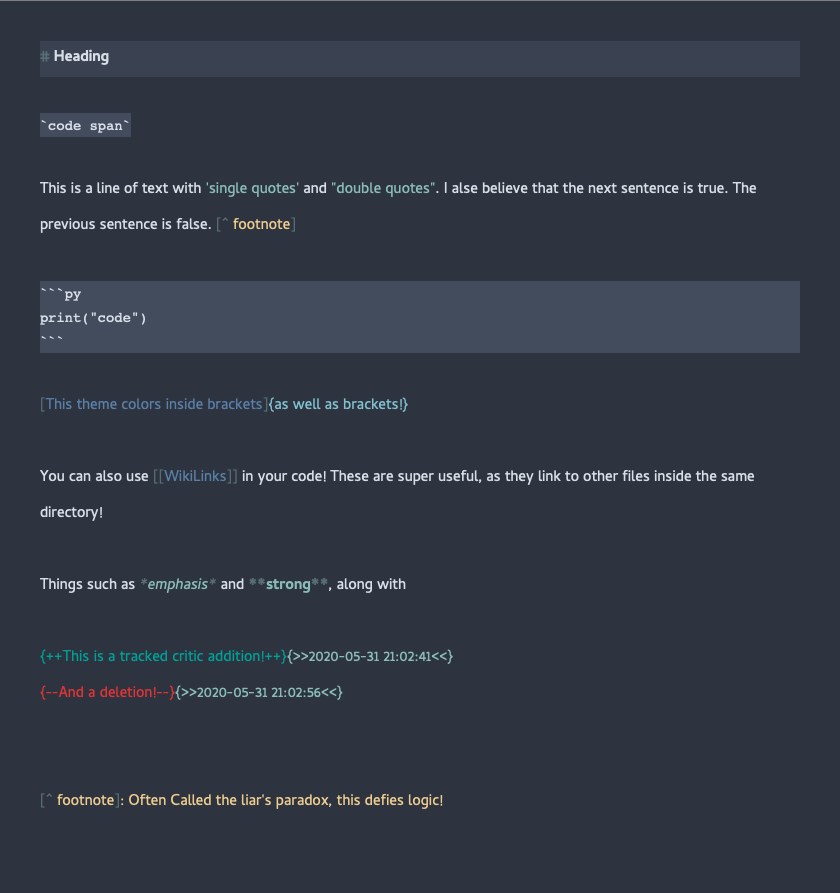 # Heading
`code span`
This is a line of text with 'single quotes' and "double quotes". I alse believe that the next sentence is true. The
previous sentence is false. [^ footnote]
```py
print("code")
```
[This theme colors inside brackets]{as well as brackets!}
You can also use [[WikiLinks]] in your code! These are super useful, as they link to other files inside the same
directory!
Things such as *emphasis* and **strong**, along with
{++This is a tracked critic addition!++}{>>2020-05-31 21:02:41<<}
{--And a deletion!--}{>>2020-05-31 21:02:56<<}
[^ footnote]: Often Called the liar's paradox, this defies logic!